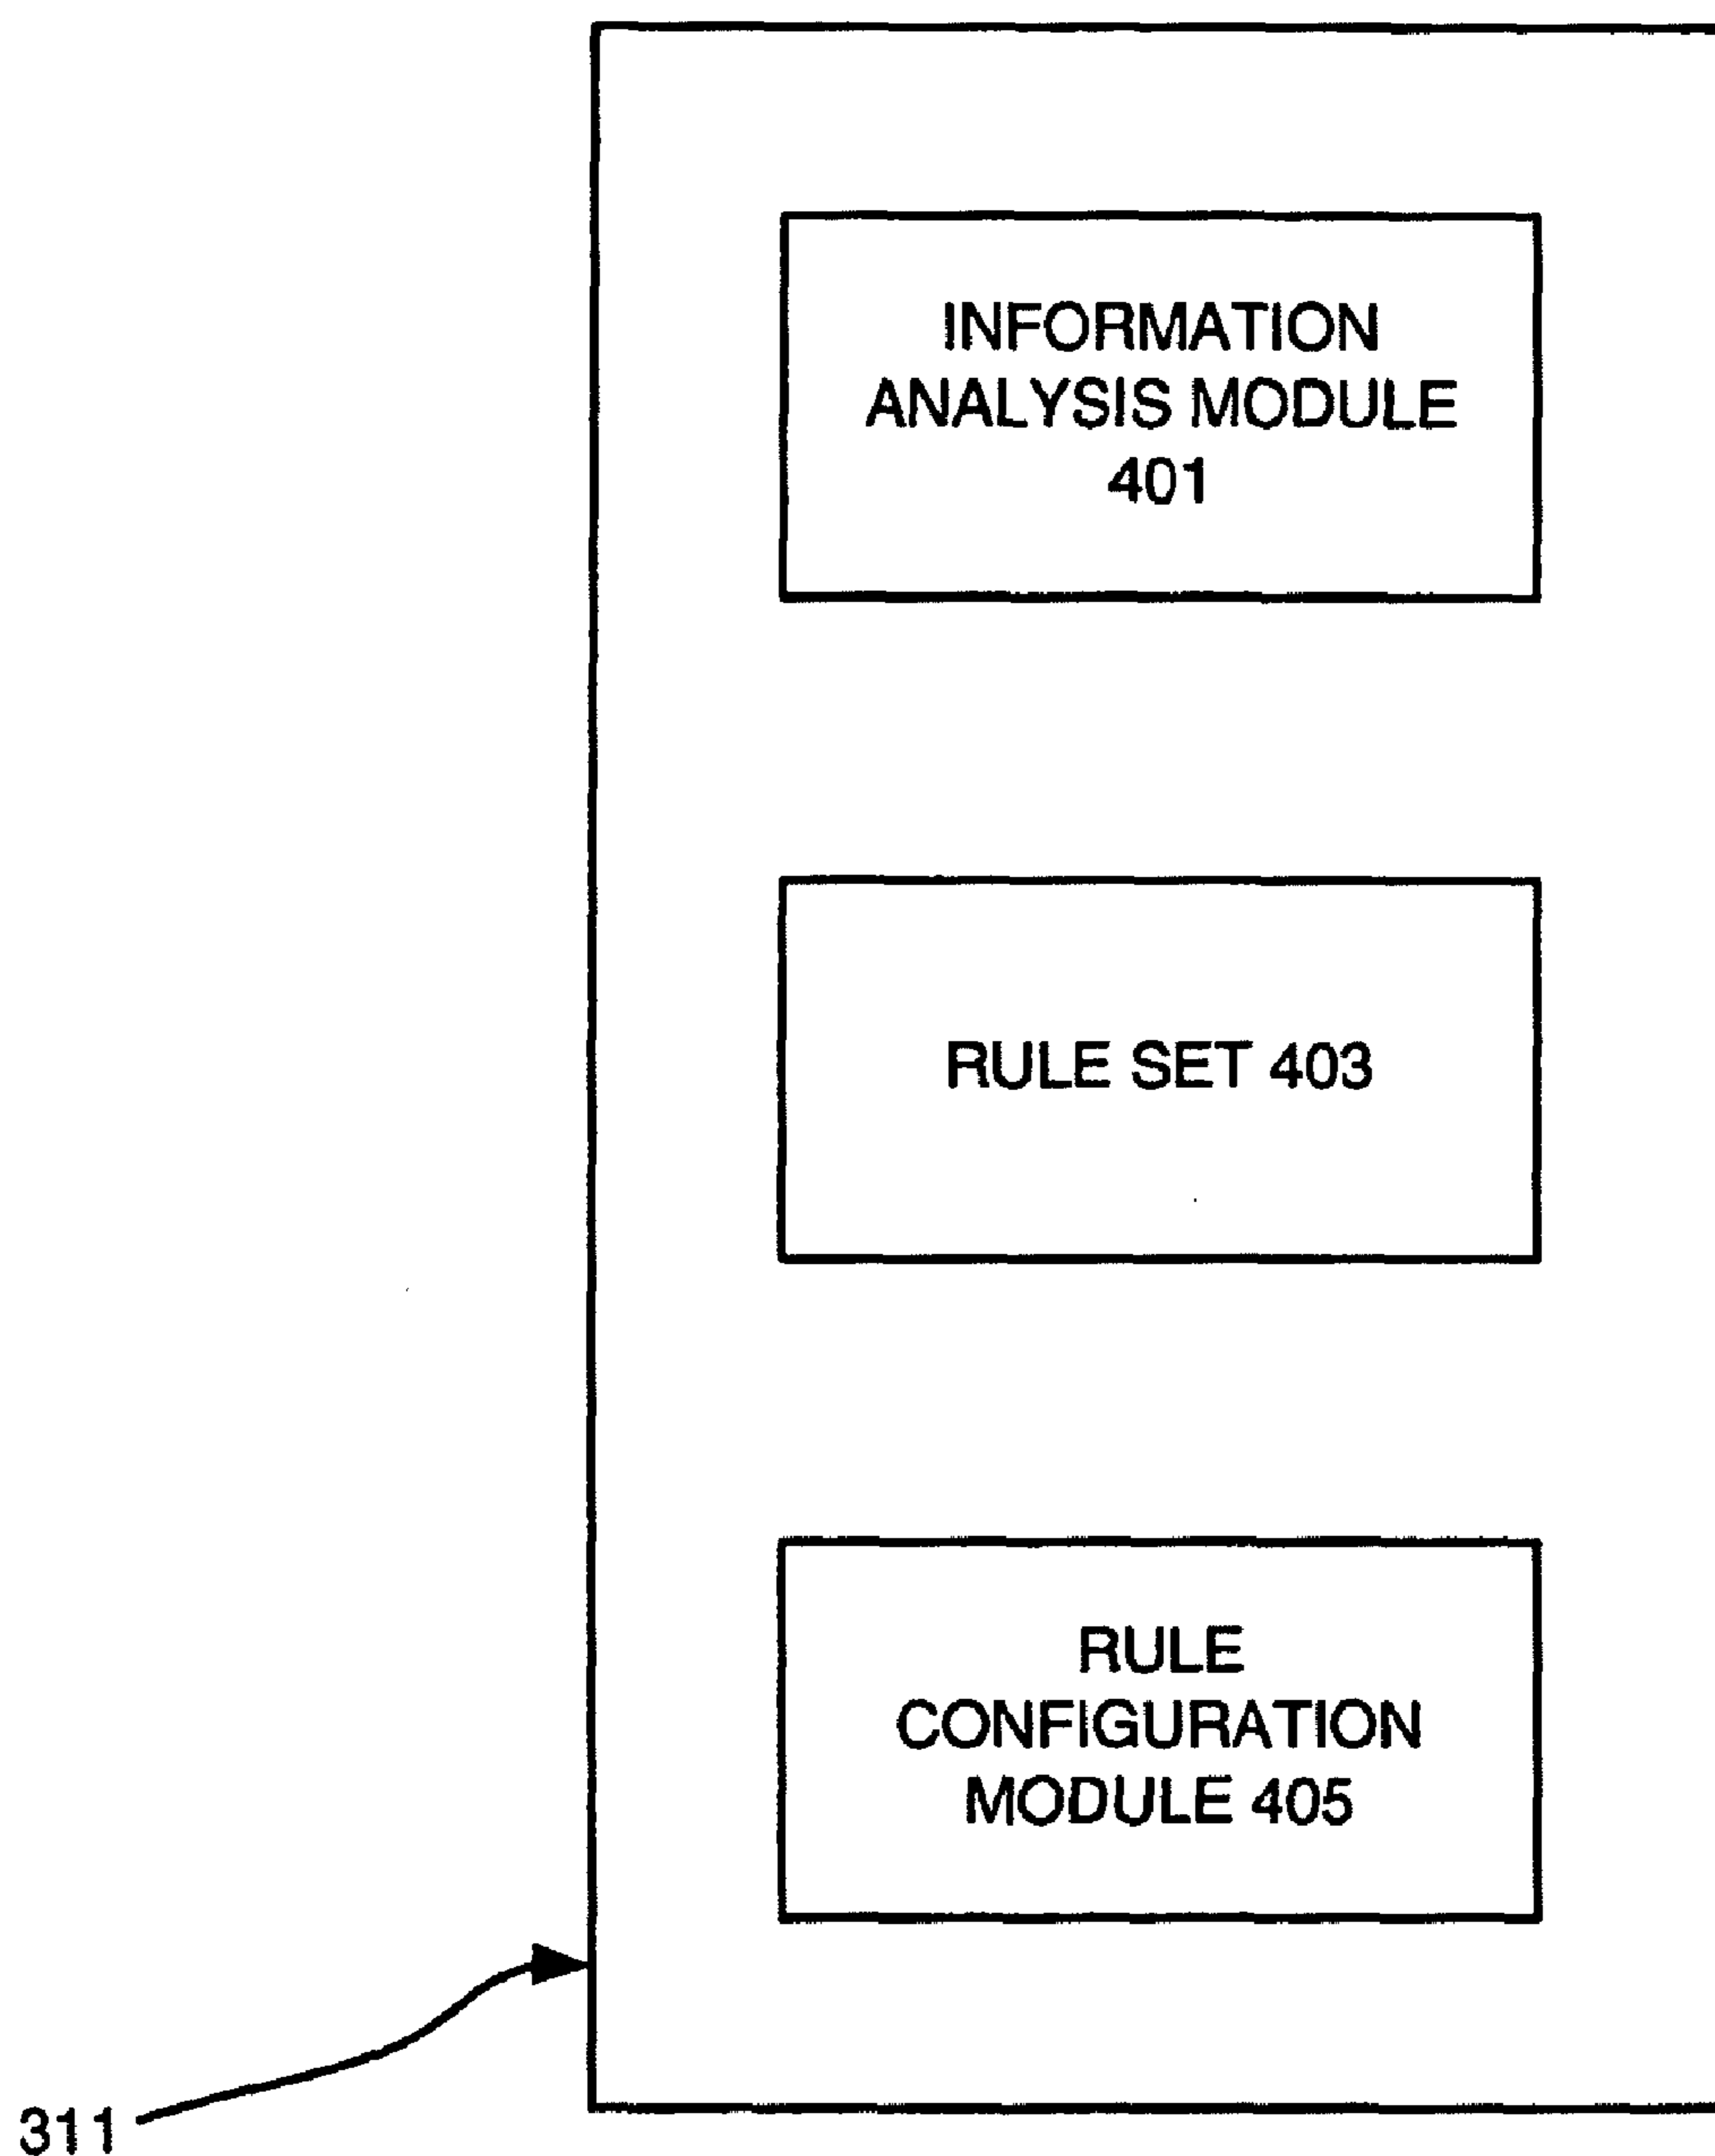 INFORMATION
ANALYSIS MODULE
401
RULE SET 403
RULE
CONFIGURATION
MODULE 405
311